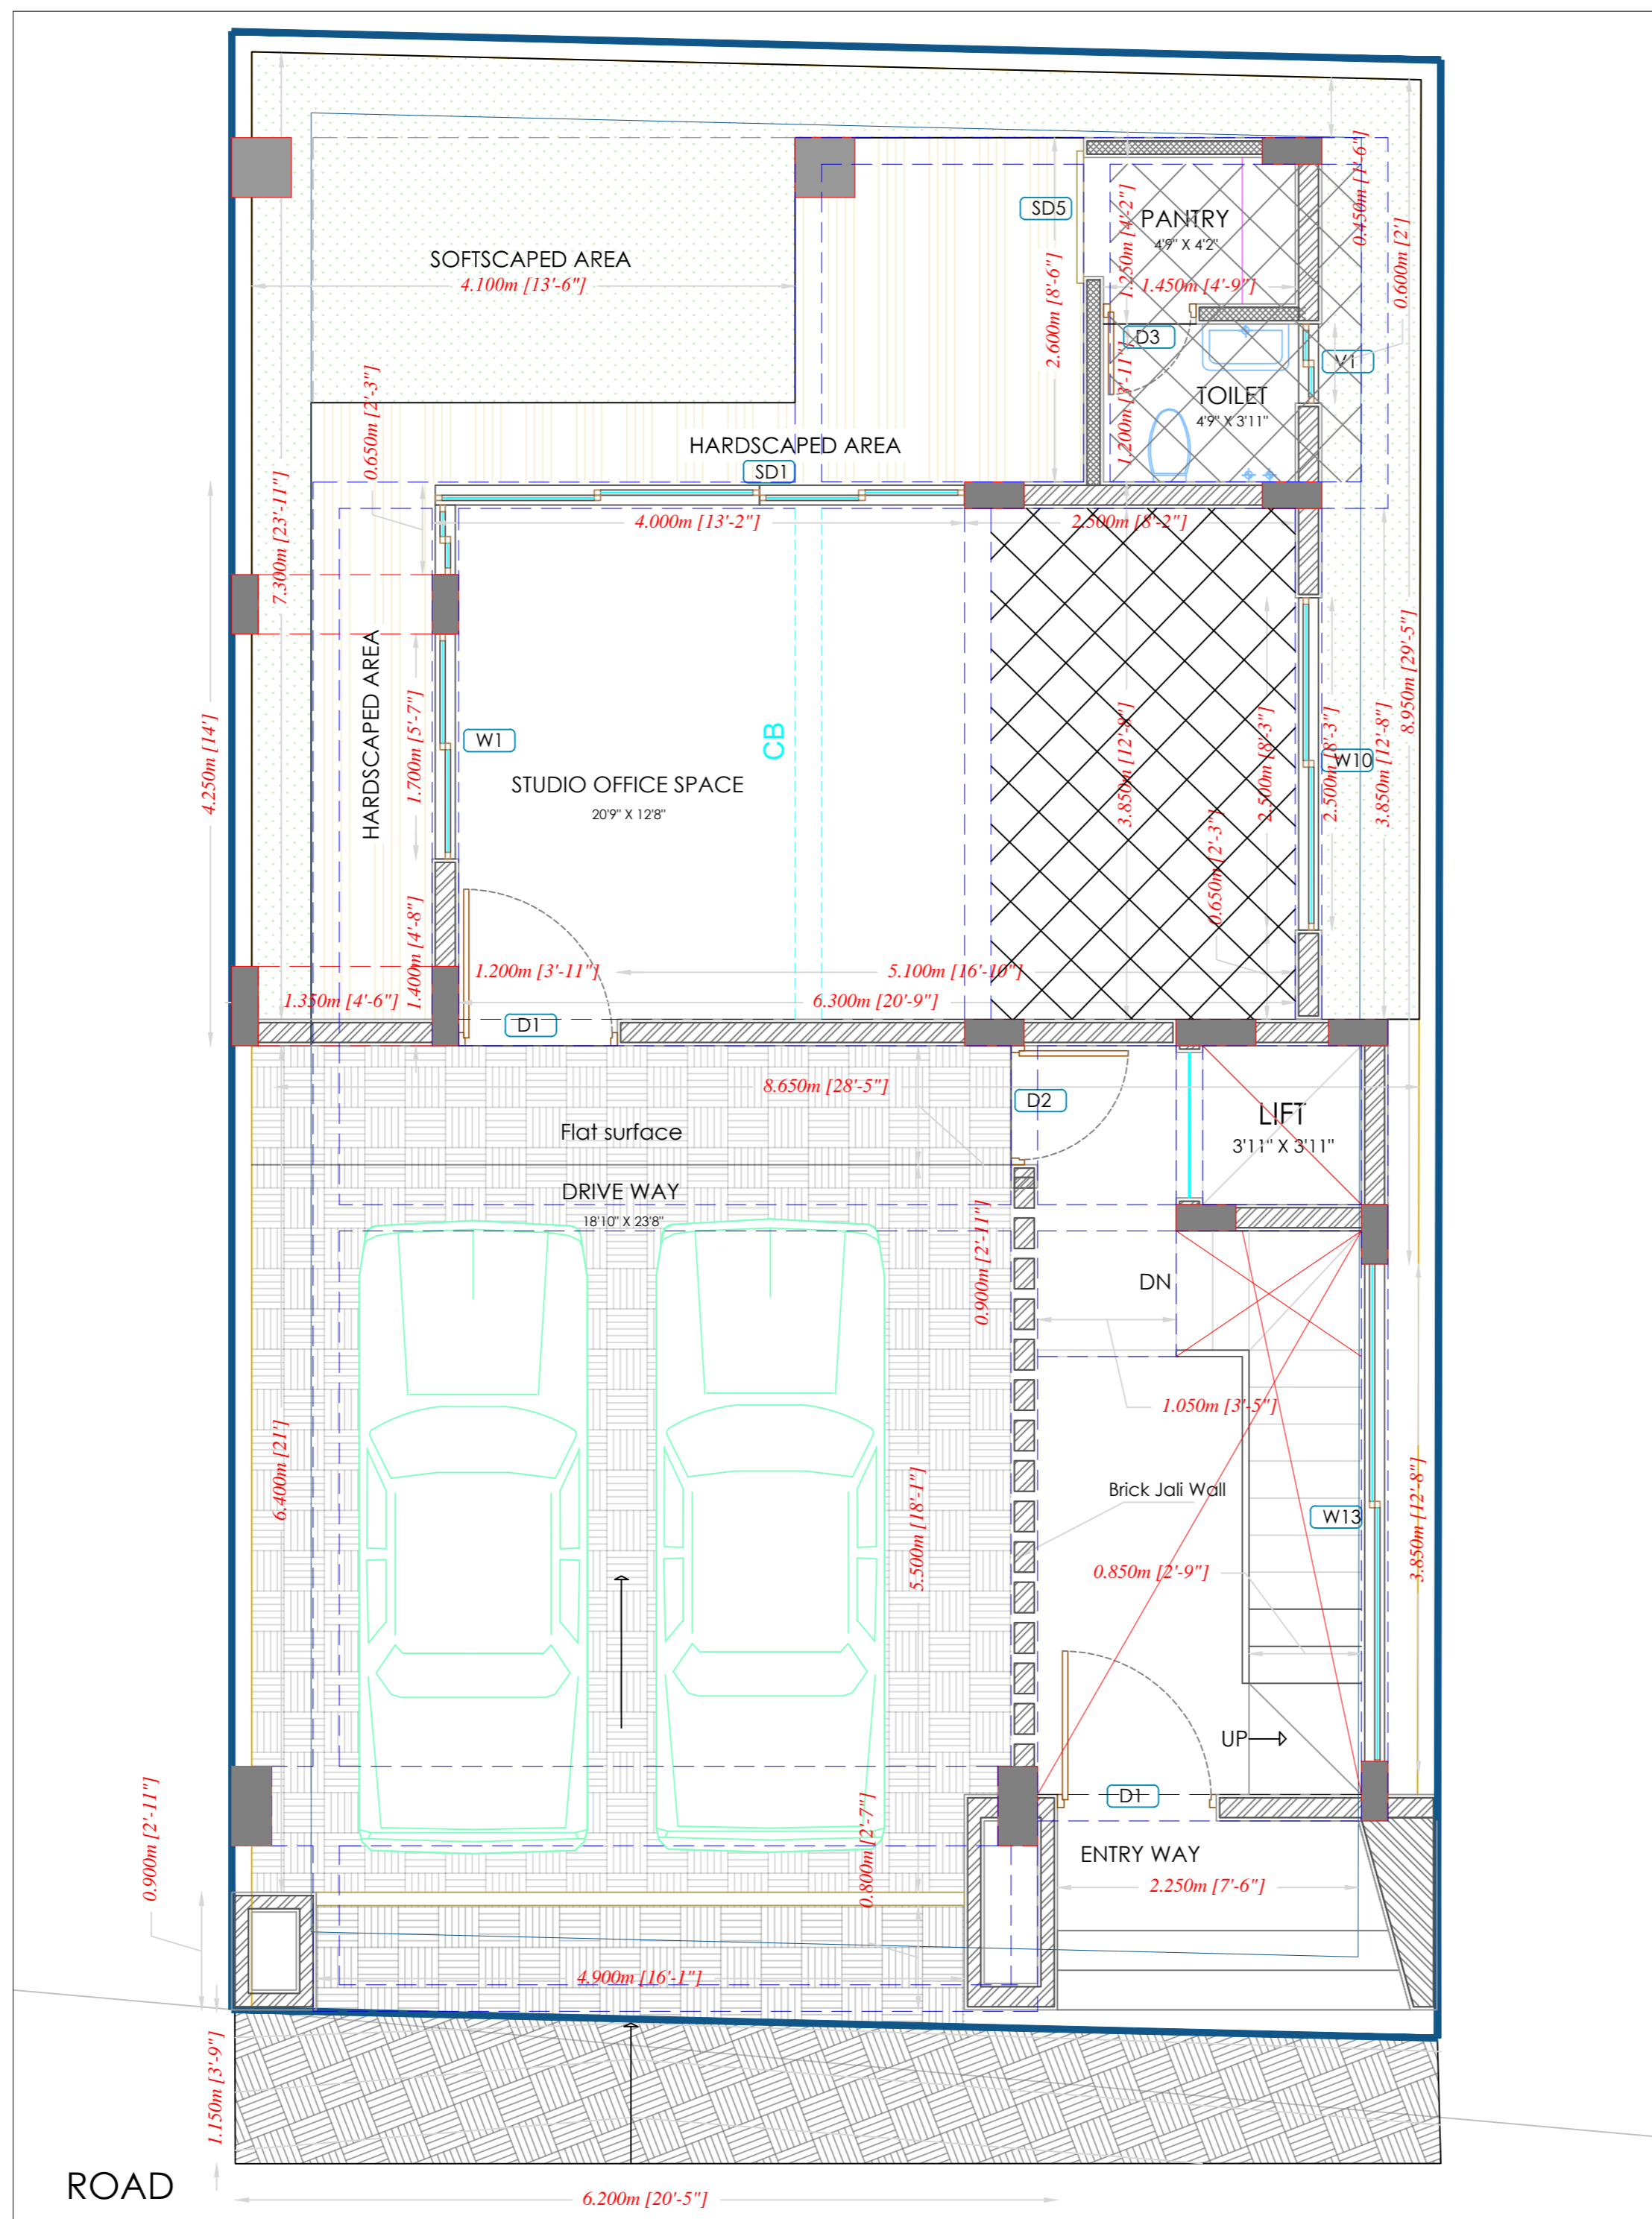 0.450m [1'-6"]
SD5
PANTRY
4'9" X 4'2"
1.250m [4'-2"]
0.600m [2']
SOFTSCAPED AREA
4.100m [13'-6"]
1.450m [4'-9"]
2.600m [8'-6"]
D3
V1
TOILET
4'9" X 3'11"
1.200m [3'-11"]
0.650m [2'-3"]
HARDSCAPED AREA
SD1
4.000m [13'-2"]
2.500m [8'-2"]
7.300m [23'-11"]
HARDSCAPED AREA
8.950m [29'-5"]
4.250m [14']
1.700m [5'-7"]
W1
CB
3.850m [12'-8"]
2.500m [8'-3"]
2.500m [8'-3"]
W10
3.850m [12'-8"]
STUDIO OFFICE SPACE
20'9" X 12'8"
0.650m [2'-3"]
1.400m [4'-8"]
1.200m [3'-11"]
5.100m [16'-10"]
1.350m [4'-6"]
6.300m [20'-9"]
D1
8.650m [28'-5"]
D2
LIFT
3'11" X 3'11"
Flat surface
DRIVE WAY
18'10" X 23'8"
0.900m [2'-11"]
DN
1.050m [3'-5"]
6.400m [21']
5.500m [18'-1"]
Brick Jali Wall
W13
3.850m [12'-8"]
0.850m [2'-9"]
UP
D1
0.900m [2'-11"]
0.800m [2'-7"]
ENTRY WAY
2.250m [7'-6"]
4.900m [16'-1"]
1.150m [3'-9"]
ROAD
6.200m [20'-5"]